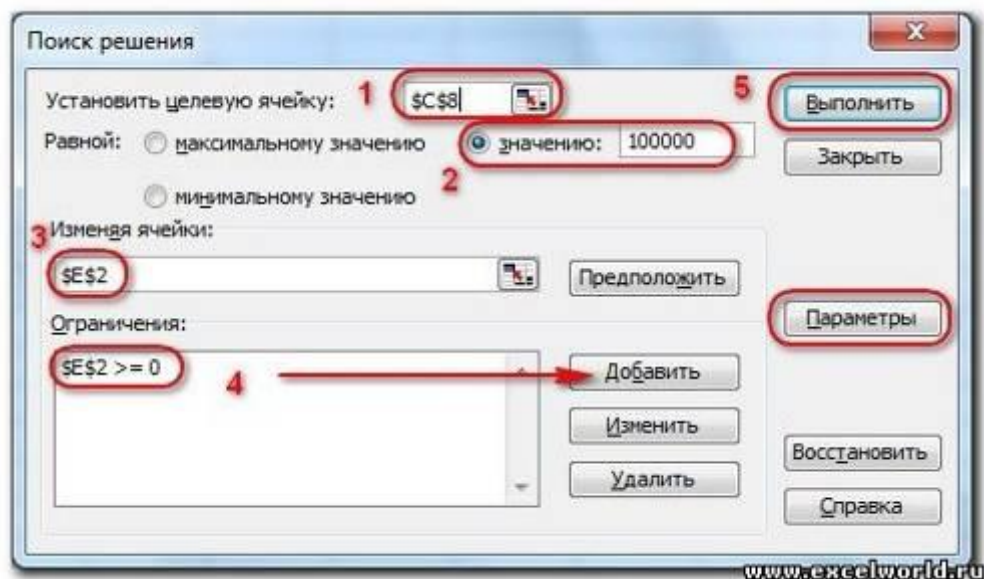 Поиск решения
Установить целевую ячейку: 1 $C$8 5 Выполнить
Равной: максимальному значению значению: 100000 Закрыть
2
минимальному значению
3 Изменяя ячейки:
$E$2 Предположить
Ограничения: Параметры
$E$2 >= 0 4 Добавить
Изменить
Восстановить
Удалить
Справка
www.excelworld.ru